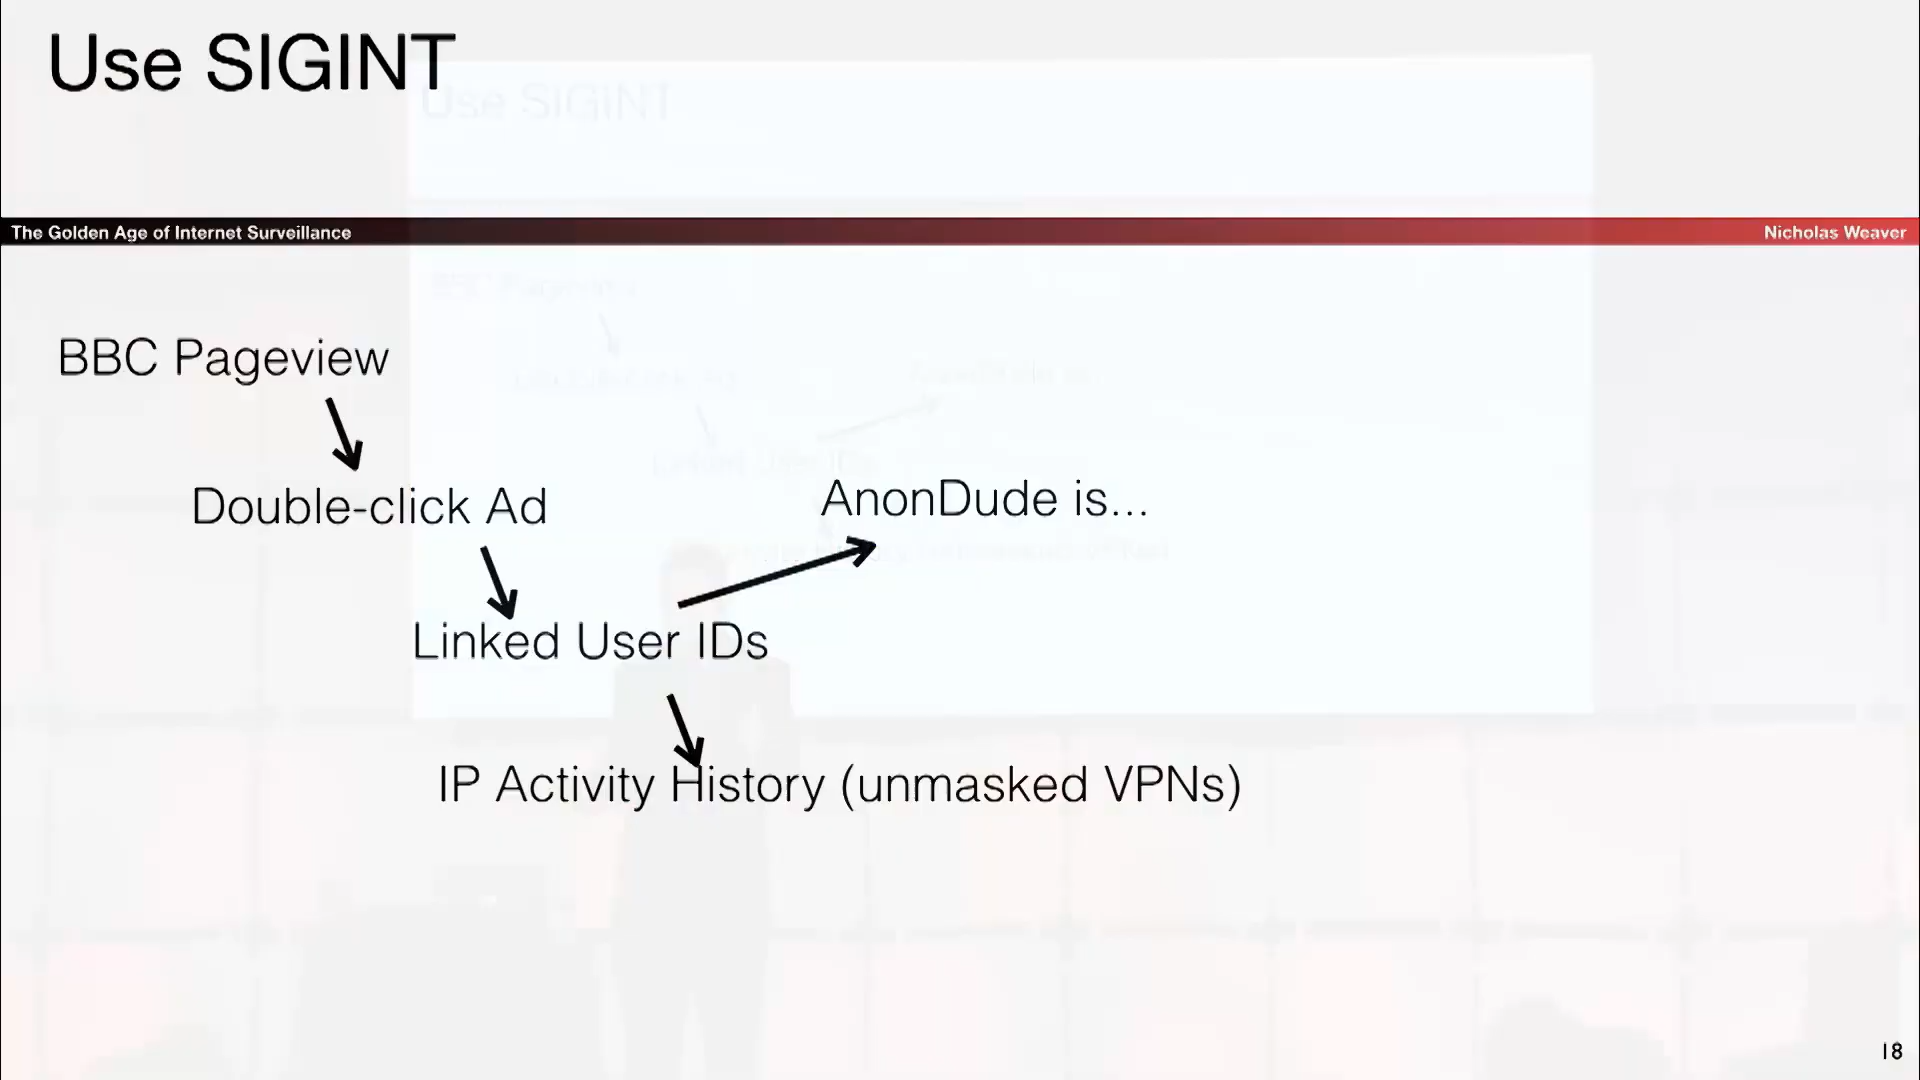 Use SIGINT
The Golden Age of Internet Surveillance
Nicholas Weaver
BBC Pageview
Double-click Ad
AnonDude is...
Linked User IDs
IP Activity History (unmasked VPNs)
18